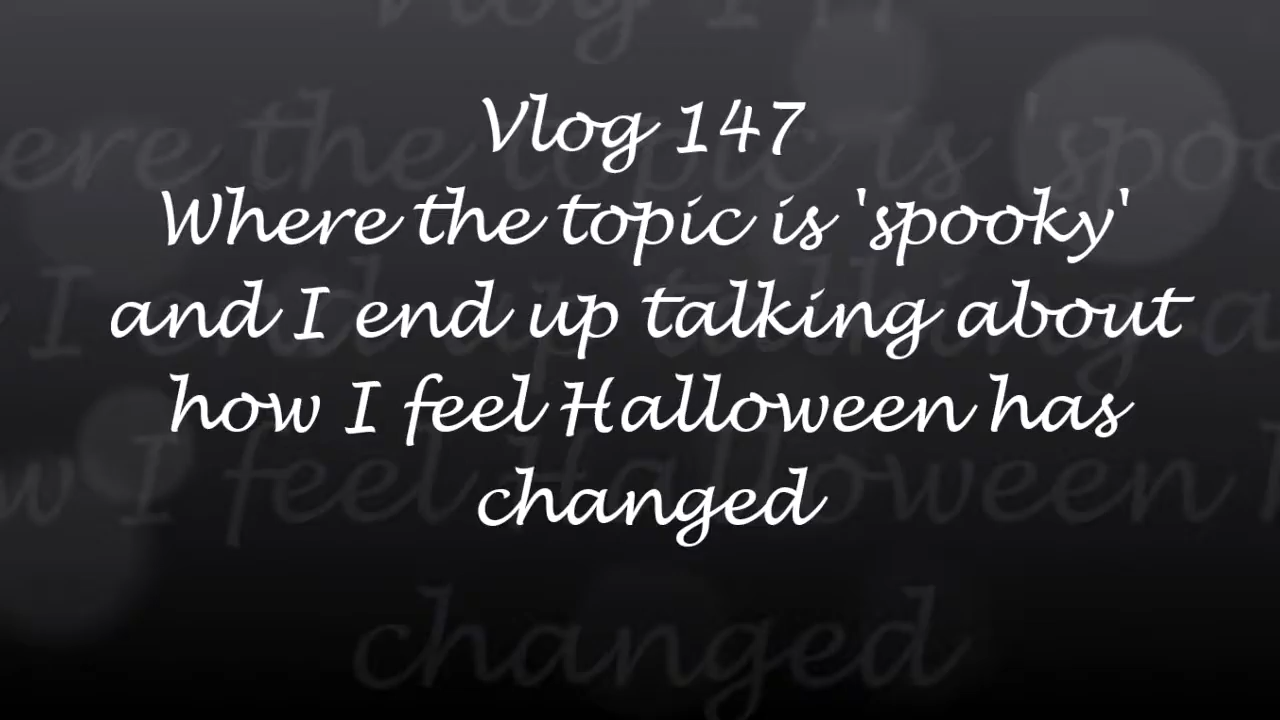 Vlog 147
Where the topic is 'spooky'
and I end up talking about
how I feel Halloween has
changed